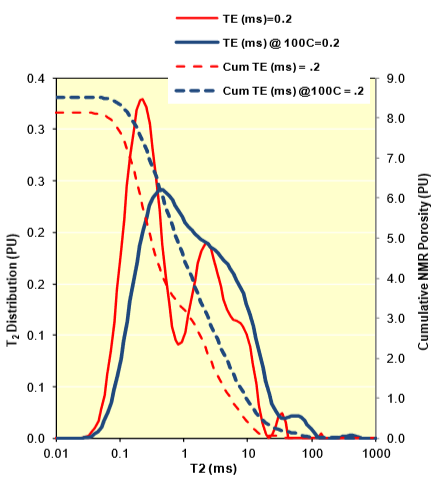 TE (ms)=0.2
TE (ms) @ 100C=0.2
Cum TE (ms) = .2
Cum TE (ms) @100C = .2
0.4
0.3
0.3
0.2
0.2
0.1
0.1
0.0
T2 Distribution (PU)
9.0
8.0
7.0
6.0
5.0
4.0
3.0
2.0
1.0
0.0
Cumulative NMR Porosity (PU)
0.01 0.1 1 10 100 1000
T2 (ms)